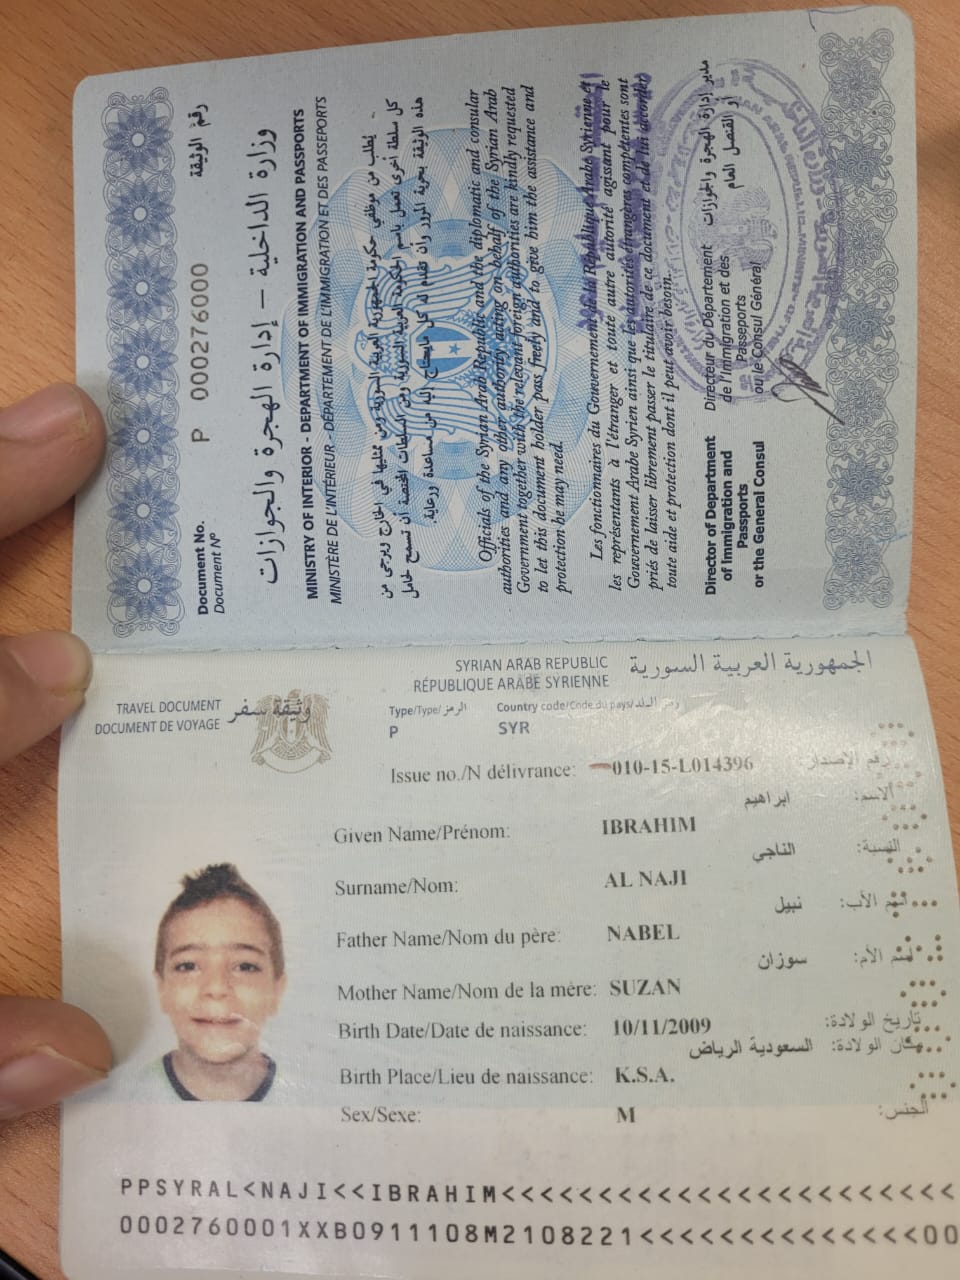 رقم الوثيقة
P 000276000
Document No.
Document N°
وزارة الداخلية – إدارة الهجرة والجوازات
MINISTRY OF INTERIOR - DEPARTMENT OF IMMIGRATION AND PASSPORTS
MINISTÈRE DE L'INTÉRIEUR - DÉPARTEMENT DE L'IMMIGRATION ET DES PASSEPORTS
يطلب من موظفي حكومة الجمهورية العربية السورية ومن ممثليها في الخارج ويرجى من
كل سلطة أخرى تعمل باسم الحكومة العربية السورية ومن السلطات المختصة أن تسمح لحامل
هذه الوثيقة بحرية المرور وأن تقدم له كل مايحتاج إليه من مساعدة ورعاية.
Officials of the Syrian Arab Republic and the diplomatic and consular
authorities and any other authority acting on behalf of the Syrian Arab
Government together with the relevant foreign authorities are kindly requested
to let this document holder pass freely and to give him the assistance and
protection he may need.
Les fonctionnaires du Gouvernement de la République Arabe Syrienne et
les représentants à l'étranger et toute autre autorité agissant pour le
Gouvernement Arabe Syrien ainsi que les autorités étrangères compétentes sont
priés de laisser librement passer le titulaire de ce document et de lui accorder
toute aide et protection dont il peut avoir besoin.
مدير إدارة الهجرة والجوازات
أو القنصل العام
Directeur du Département
de l'Immigration et des
Passeports
ou le Consul Général
Director of Department
of Immigration and
Passports
or the General Consul
الجمهورية العربية السورية
SYRIAN ARAB REPUBLIC
RÉPUBLIQUE ARABE SYRIENNE
TRAVEL DOCUMENT وثيقة سفر
DOCUMENT DE VOYAGE
Type/Type/الرمز Country code/Code du pays/رمز البلد
P SYR
Issue no./N délivrance: 010-15-L014396 رقم الإصدار:
ابراهيم الاسم:
Given Name/Prénom: IBRAHIM
الناجي النسبة:
Surname/Nom: AL NAJI
نبيل اسم الأب:
Father Name/Nom du père: NABEL
سوزان اسم الأم:
Mother Name/Nom de la mère: SUZAN
Birth Date/Date de naissance: 10/11/2009 تاريخ الولادة:
السعودية الرياض مكان الولادة:
Birth Place/Lieu de naissance: K.S.A.
Sex/Sexe: M الجنس:
PPSYRAL<NAJI<<IBRAHIM<<<<<<<<<<<<<<<<<<<<<<<
0002760001XXB0911108M2108221<<<<<<<<<<<<<<00